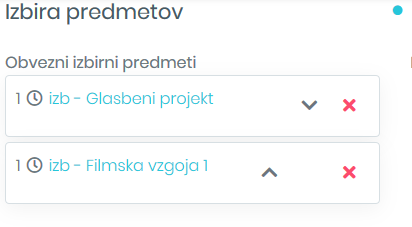 Izbira predmetov
Obvezni izbirni predmeti
1 izb - Glasbeni projekt
1 izb - Filmska vzgoja 1